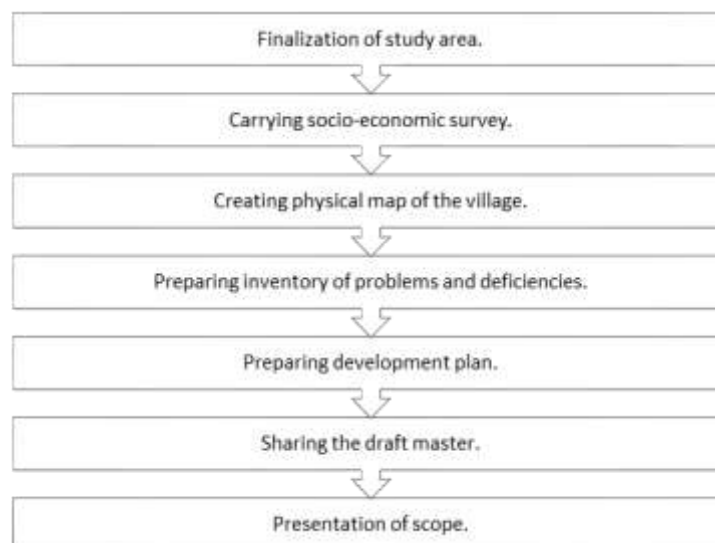 Finalization of study area.
Carrying socio-economic survey.
Creating physical map of the village.
Preparing inventory of problems and deficiencies.
Preparing development plan.
Sharing the draft master.
Presentation of scope.